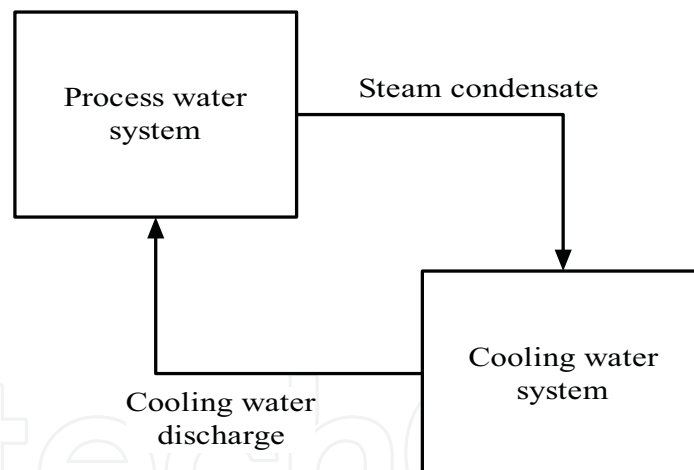 Process water
system
Steam condensate
Cooling water
system
Cooling water
discharge